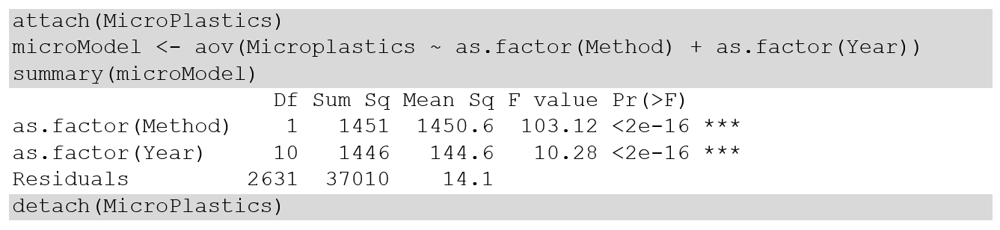 attach(MicroPlastics)
microModel <- aov(Microplastics ~ as.factor(Method) + as.factor(Year))
summary(microModel)
                    Df Sum Sq Mean Sq F value Pr(>F)
as.factor(Method)    1   1451  1450.6  103.12 <2e-16 ***
as.factor(Year)     10   1446   144.6   10.28 <2e-16 ***
Residuals         2631  37010    14.1
detach(MicroPlastics)